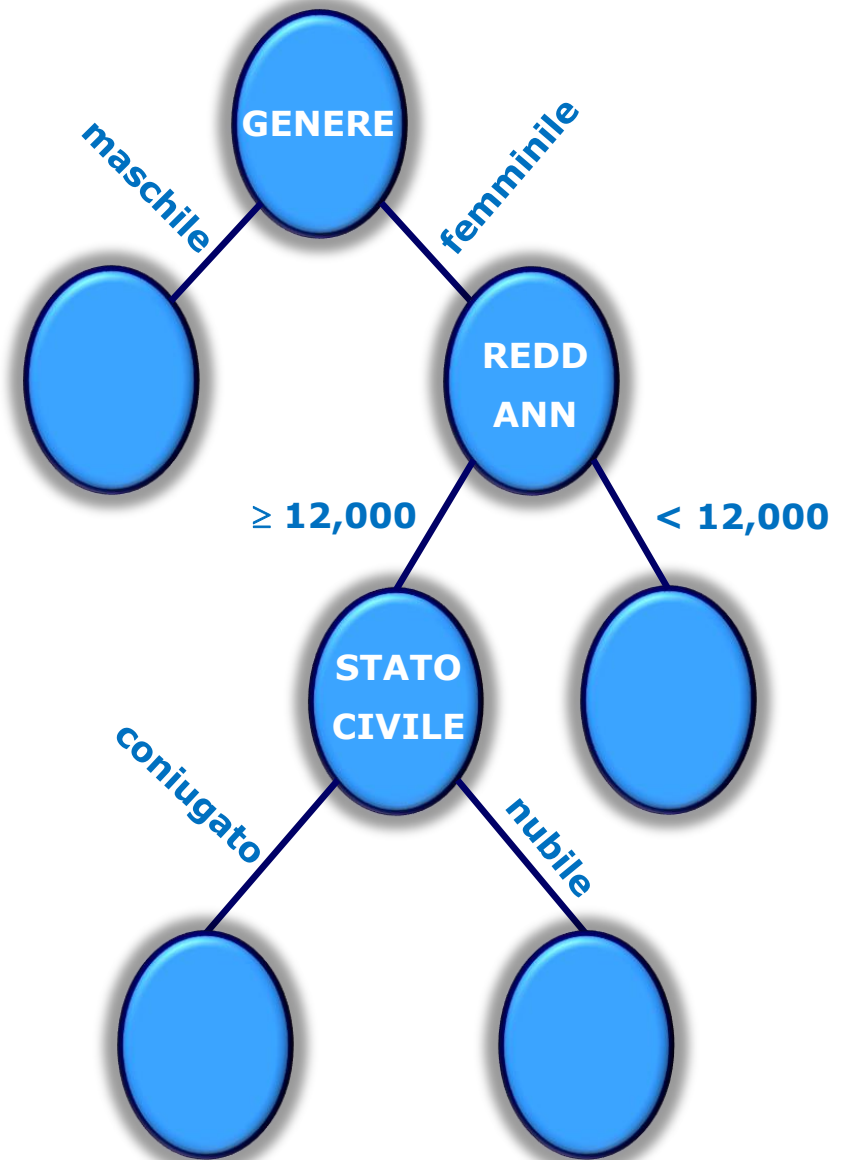 GENERE
maschile
femminile
REDD
ANN
≥ 12,000
< 12,000
STATO
CIVILE
coniugato
nubile